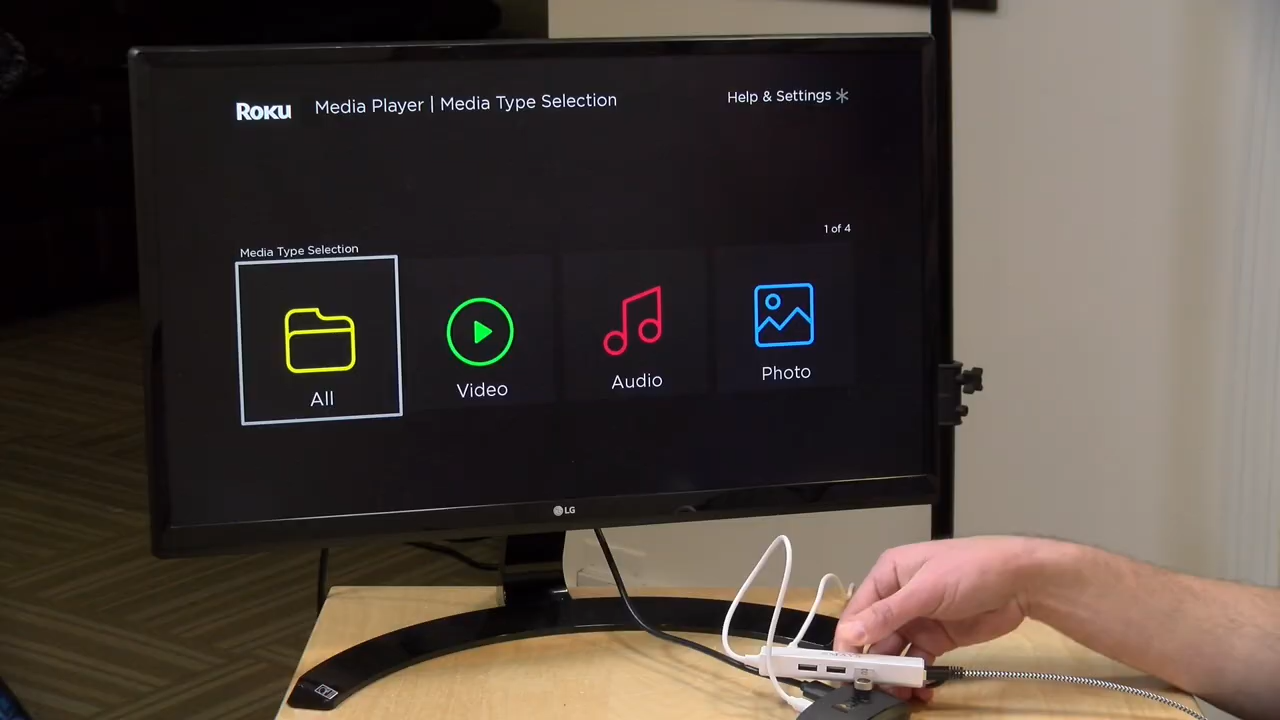 Roku
Media Player | Media Type Selection
Help & Settings
1 of 4
Media Type Selection
All
Video
Audio
Photo
LG